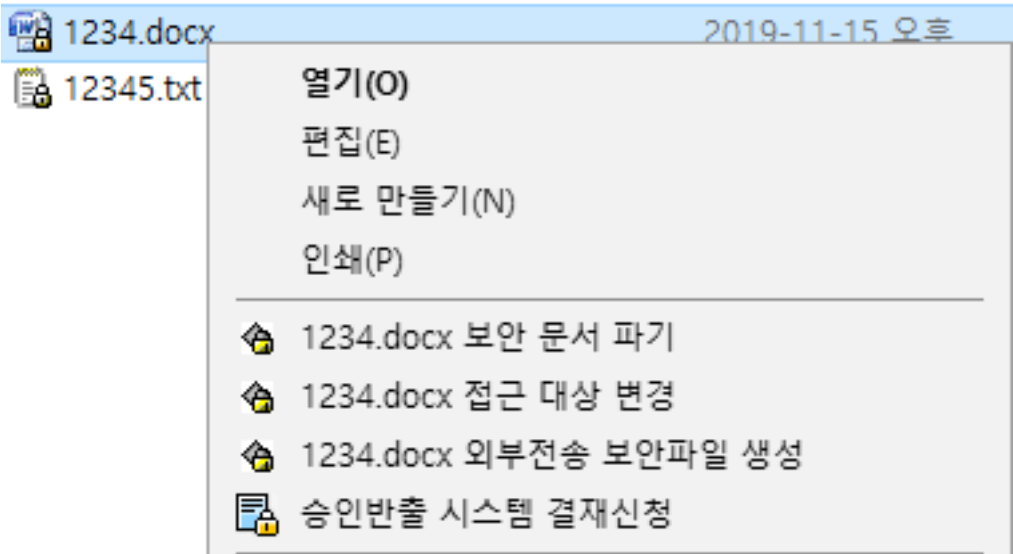 1234.docx 2019-11-15 오후
12345.txt
열기(O)
편집(E)
새로 만들기(N)
인쇄(P)
1234.docx 보안 문서 파기
1234.docx 접근 대상 변경
1234.docx 외부전송 보안파일 생성
승인반출 시스템 결재신청